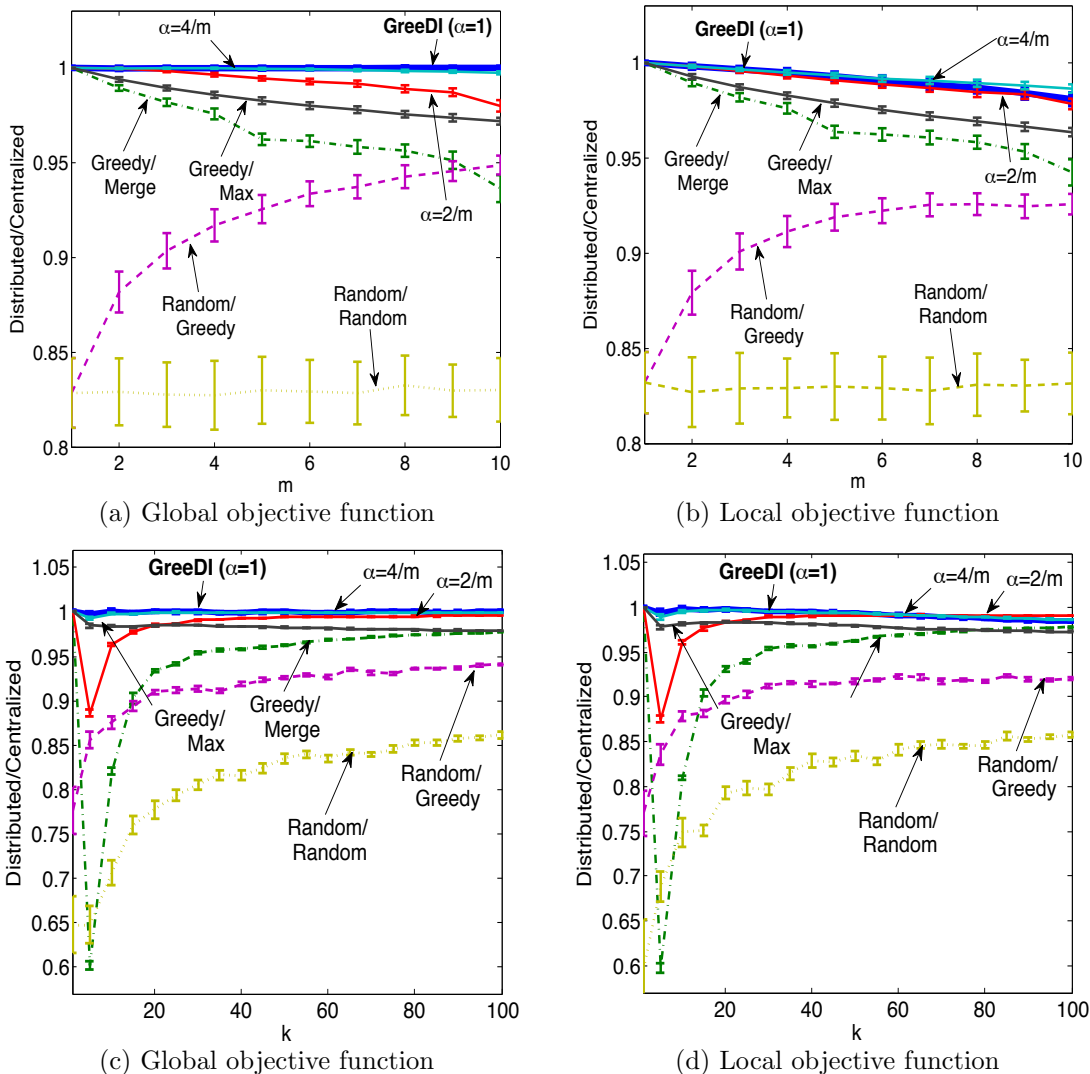 α=4/m
GreeDI (α=1)
1
0.95
0.9
0.85
0.8
Distributed/Centralized
Greedy/
Merge
Greedy/
Max
α=2/m
Random/
Greedy
Random/
Random
2
4
6
8
10
m
(a) Global objective function
GreeDI (α=1)
α=4/m
1
0.95
0.9
0.85
0.8
Distributed/Centralized
Greedy/
Merge
Greedy/
Max
α=2/m
Random/
Greedy
Random/
Random
2
4
6
8
10
m
(b) Local objective function
GreeDI (α=1)
α=4/m
α=2/m
1.05
1
0.95
0.9
0.85
0.8
0.75
0.7
0.65
0.6
Distributed/Centralized
Greedy/
Max
Greedy/
Merge
Random/
Greedy
Random/
Random
20
40
60
80
100
k
(c) Global objective function
GreeDI (α=1)
α=4/m
α=2/m
1.05
1
0.95
0.9
0.85
0.8
0.75
0.7
0.65
0.6
Distributed/Centralized
Greedy/
Max
Random/
Greedy
Random/
Random
20
40
60
80
100
k
(d) Local objective function